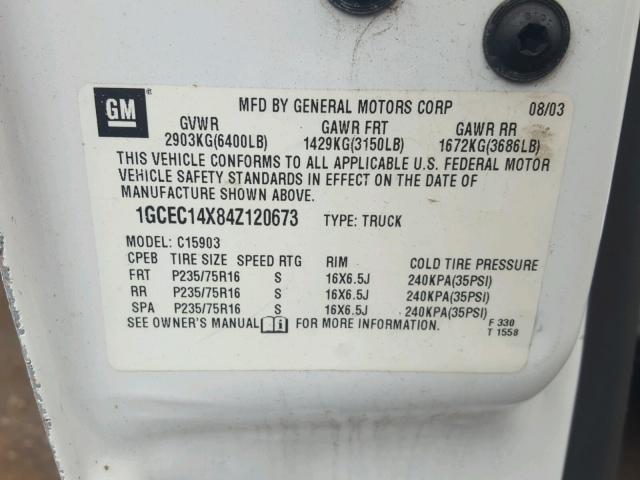 GM
MFD BY GENERAL MOTORS CORP 08/03
GVWR GAWR FRT GAWR RR
2903KG(6400LB) 1429KG(3150LB) 1672KG(3686LB)
THIS VEHICLE CONFORMS TO ALL APPLICABLE U.S. FEDERAL MOTOR
VEHICLE SAFETY STANDARDS IN EFFECT ON THE DATE OF
MANUFACTURE SHOWN ABOVE.
1GCEC14X84Z120673 TYPE: TRUCK
MODEL: C15903
CPEB TIRE SIZE SPEED RTG RIM COLD TIRE PRESSURE
FRT P235/75R16 S 16X6.5J 240KPA(35PSI)
RR P235/75R16 S 16X6.5J 240KPA(35PSI)
SPA P235/75R16 S 16X6.5J 240KPA(35PSI)
SEE OWNER'S MANUAL FOR MORE INFORMATION. F 330
T 1558